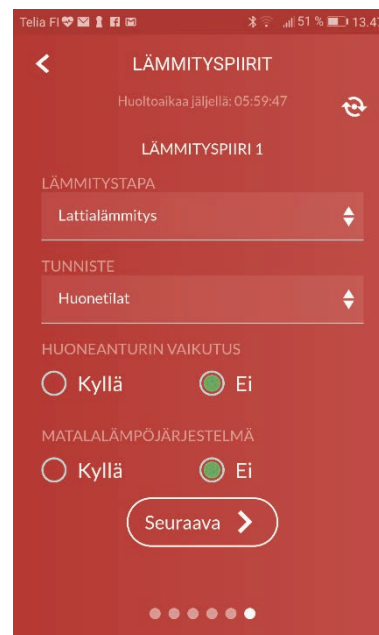 Telia FI 51 % 13.47
LÄMMITYSPIIRIT
Huoltoaikaa jäljellä: 05:59:47
LÄMMITYSPIIRI 1
LÄMMITYSTAPA
Lattialämmitys
TUNNISTE
Huonetilat
HUONEANTURIN VAIKUTUS
Kyllä Ei
MATALALÄMPÖJÄRJESTELMÄ
Kyllä Ei
Seuraava